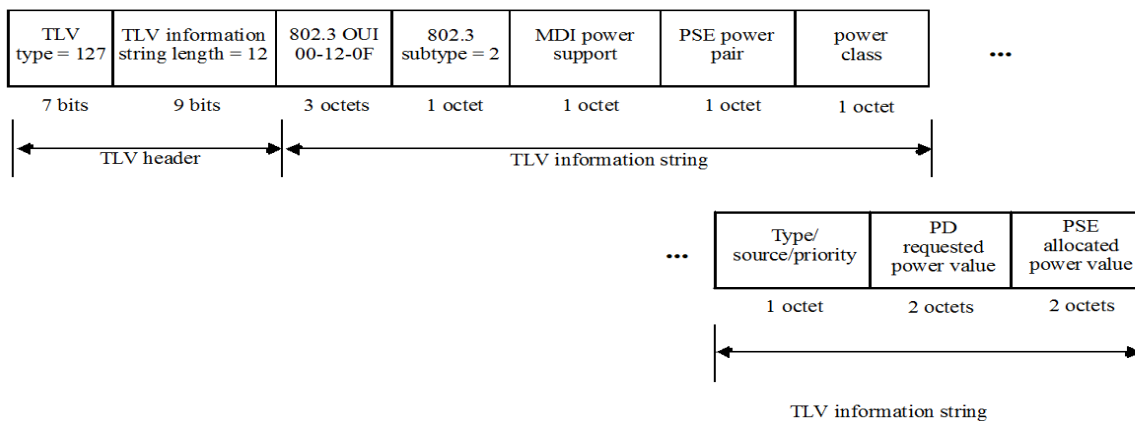 TLV
type = 127
TLV information
string length = 12
802.3 OUI
00-12-0F
802.3
subtype = 2
MDI power
support
PSE power
pair
power
class
...
7 bits
9 bits
3 octets
1 octet
1 octet
1 octet
1 octet
TLV header
TLV information string
...
Type/
source/priority
PD
requested
power value
PSE
allocated
power value
1 octet
2 octets
2 octets
TLV information string